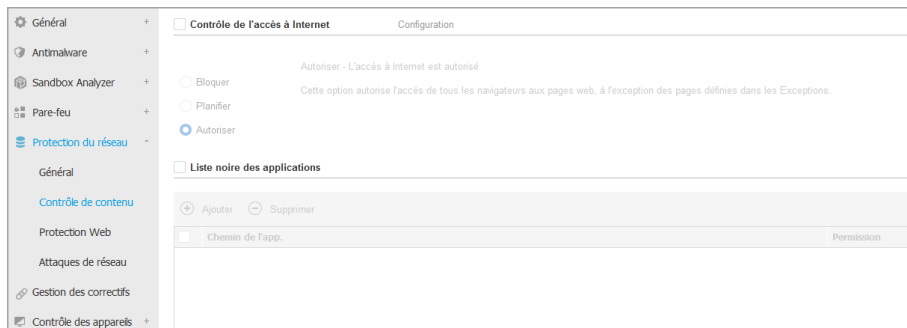 Général +
Antimalware +
Sandbox Analyzer +
Pare-feu +
Protection du réseau -
Général
Contrôle de contenu
Protection Web
Attaques de réseau
Gestion des correctifs
Contrôle des appareils +
Contrôle de l'accès à Internet Configuration
Autoriser - L'accès à Internet est autorisé
Bloquer
Cette option autorise l'accès de tous les navigateurs aux pages web, à l'exception des pages définies dans les Exceptions.
Planifier
Autoriser
Liste noire des applications
Ajouter Supprimer
Chemin de l'app. Permission